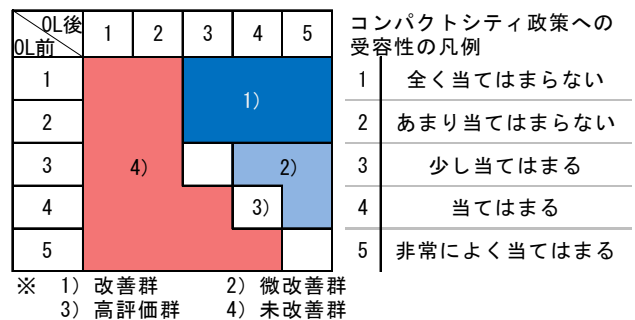 OL後 1 2 3 4 5
OL前
1
2
3
4
5
1)
2)
3)
4)
コンパクトシティ政策への
受容性の凡例
1 全く当てはまらない
2 あまり当てはまらない
3 少し当てはまる
4 当てはまる
5 非常によく当てはまる
※ 1) 改善群 2) 微改善群
3) 高評価群 4) 未改善群